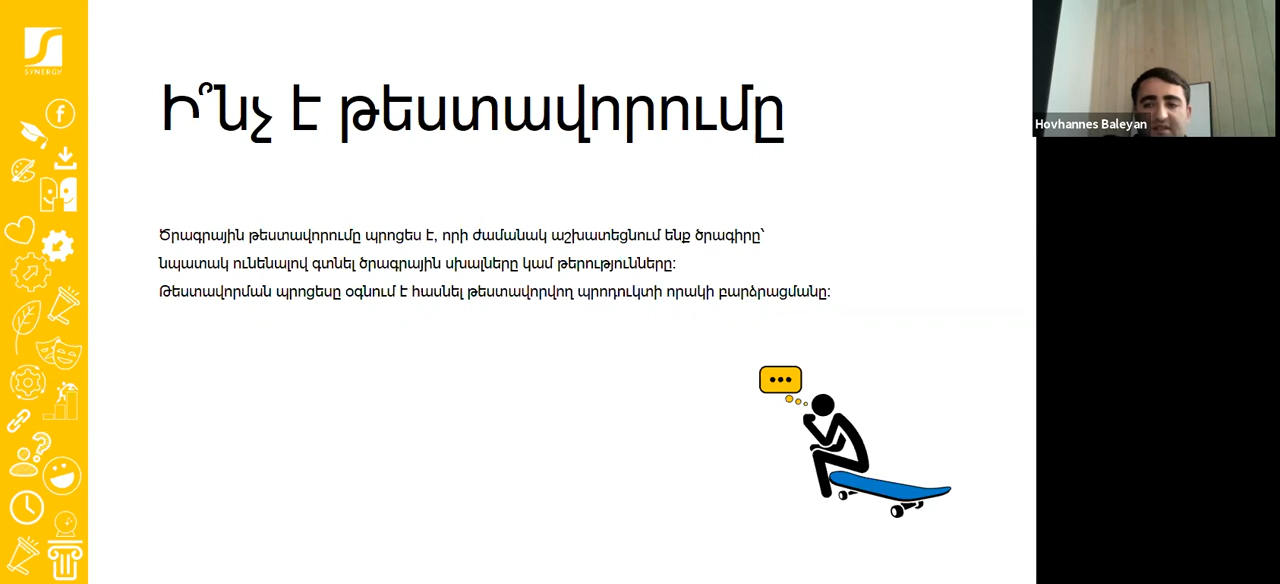 SYNERGY
Ի՞նչ է թեստավորումը
Ծրագրային թեստավորումը պրոցես է, որի ժամանակ աշխատեցնում ենք ծրագիրը՝
նպատակ ունենալով գտնել ծրագրային սխալները կամ թերությունները։
Թեստավորման պրոցեսը օգնում է հասնել թեստավորվող պրոդուկտի որակի բարձրացմանը։
Hovhannes Baleyan